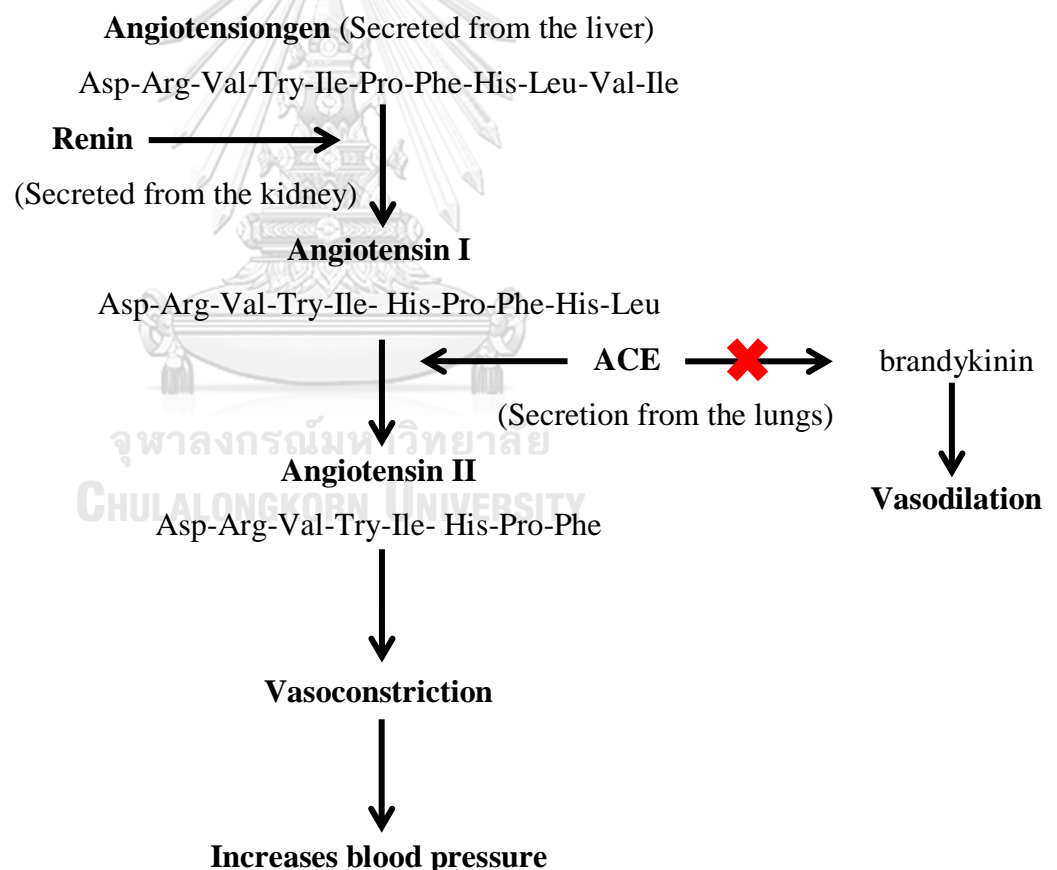 Angiotensiongen (Secreted from the liver)
Asp-Arg-Val-Try-Ile-Pro-Phe-His-Leu-Val-Ile
Renin
(Secreted from the kidney)
Angiotensin I
Asp-Arg-Val-Try-Ile- His-Pro-Phe-His-Leu
ACE
brandykinin
(Secretion from the lungs)
จุฬาลงกรณ์มหาวิทยาลัย
Angiotensin II
Vasodilation
CHULALONGKORN UNIVERSITY
Asp-Arg-Val-Try-Ile- His-Pro-Phe
Vasoconstriction
Increases blood pressure